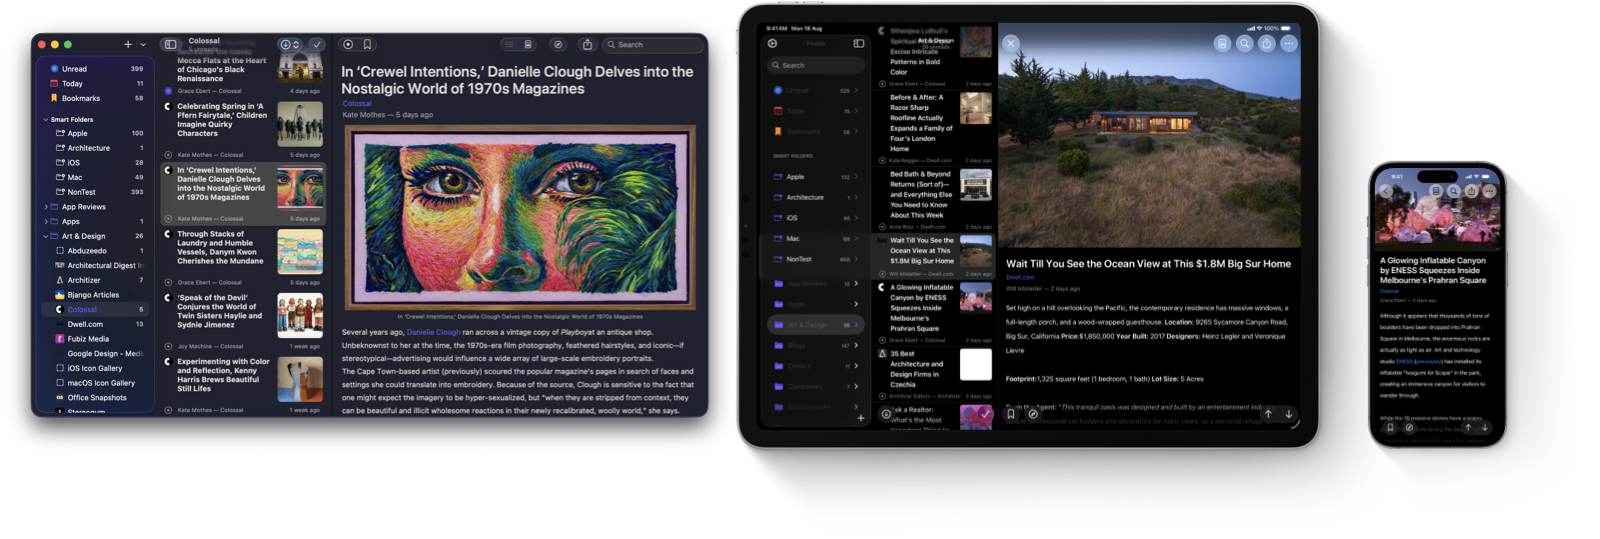 Colossal
Search
Unread 399
Today 11
Bookmarks 58
Smart Folders
Apple 100
Architecture 1
iOS 28
Mac 49
NonTest 393
App Reviews
Apps 1
Art & Design 26
Abduzeedo 1
Architectural Digest
Architizer 7
Bjango Articles
Colossal 5
Dwell.com 13
Fubiz Media
Google Design – Medi
iOS Icon Gallery
macOS Icon Gallery
Office Snapshots
Mecca Flats at the Heart
of Chicago's Black
Renaissance
Grace Ebert — Colossal 4 days ago
Celebrating Spring in 'A
Ffern Fairytale,' Children
Imagine Quirky
Characters
Kate Mothes — Colossal 5 days ago
In 'Crewel Intentions,'
Danielle Clough Delves
into the Nostalgic World
of 1970s Magazines
Kate Mothes — Colossal 5 days ago
Through Stacks of
Laundry and Humble
Vessels, Danym Kwon
Cherishes the Mundane
Grace Ebert — Colossal 5 days ago
'Speak of the Devil'
Conjures the World of
Twin Sisters Haylie and
Sydnie Jimenez
Joy Machine — Colossal 1 week ago
Experimenting with Color
and Reflection, Kenny
Harris Brews Beautiful
Still Lifes
Kate Mothes — Colossal 1 week ago
In 'Crewel Intentions,' Danielle Clough Delves into the
Nostalgic World of 1970s Magazines
Colossal
Kate Mothes — 5 days ago
In 'Crewel Intentions,' Danielle Clough Delves into the Nostalgic World of 1970s Magazines
Several years ago, Danielle Clough ran across a vintage copy of Playboy at an antique shop.
Unbeknownst to her at the time, the 1970s-era film photography, feathered hairstyles, and iconic—if
stereotypical—advertising would influence a wide array of large-scale embroidery portraits.
The Cape Town-based artist (previously) scoured the popular magazine's pages in search of faces and
settings she could translate into embroidery. Because of the source, Clough is sensitive to the fact that
one might expect the imagery to be hyper-sexualized, but "when they are stripped from context, they
can be beautiful and illicit wholesome reactions in their newly recalibrated, woolly world," she says.
9:41 AM Mon 18 Aug
100%
Feeds
Search
Unread
Today
Bookmarks
SMART FOLDERS
Apple 132
Architecture 1
iOS 46
Mac 68
NonTest
App Reviews
Apps
Art & Design
Blogs
Comics
Companies
Entertainment
Art & Design
Spiritual
Excise Intricate
Patterns in Bold
Color
Grace Ebert — Colossal 2 days ago
Before & After: A
Razor Sharp
Roofline Actually
Expands a Family of
Four's London
Home
Kate Reggev — Dwell.com 2 days ago
Bed Bath & Beyond
Returns (Sort of)—
and Everything Else
You Need to Know
About This Week
Anna Braz — Dwell.com 2 days ago
Wait Till You See the
Ocean View at This
$1.8M Big Sur Home
Will Allstetter — Dwell.com 2 days ago
A Glowing Inflatable
Canyon by ENESS
Squeezes Inside
Melbourne's
Prahran Square
Grace Ebert — Colossal 2 days ago
35 Best
Architecture and
Design Firms in
Czechia
Architizer Editors — Architizer 2 days ago
Ask a Realtor:
What's the Most
Wait Till You See the Ocean View at This $1.8M Big Sur Home
Dwell.com
Will Allstetter — 2 days ago
Set high on a hill overlooking the Pacific, the contemporary residence has massive windows, a
full-length porch, and a wood-wrapped guesthouse. Location: 9265 Sycamore Canyon Road,
Big Sur, California Price:$1,850,000 Year Built: 2017 Designers: Heinz Legler and Veronique
Lievre
Footprint:1,325 square feet (1 bedroom, 1 bath) Lot Size: 5 Acres
From the Agent: "This tranquil oasis was designed and built by an entertainment
professional set builders and decorators for many years, as a personal
9:41
A Glowing Inflatable Canyon
by ENESS Squeezes Inside
Melbourne's Prahran Square
Colossal
Grace Ebert — 2 days ago
Although it appears that thousands of tons of
boulders have been dropped into Prahran
Square in Melbourne, the enormous rocks are
actually as light as air. Art and technology
studio ENESS (previously) has installed its
inflatable "Iwagumi Air Scape" in the park,
creating an immersive canyon for visitors to
wander through.
While the 16 massive stones have a